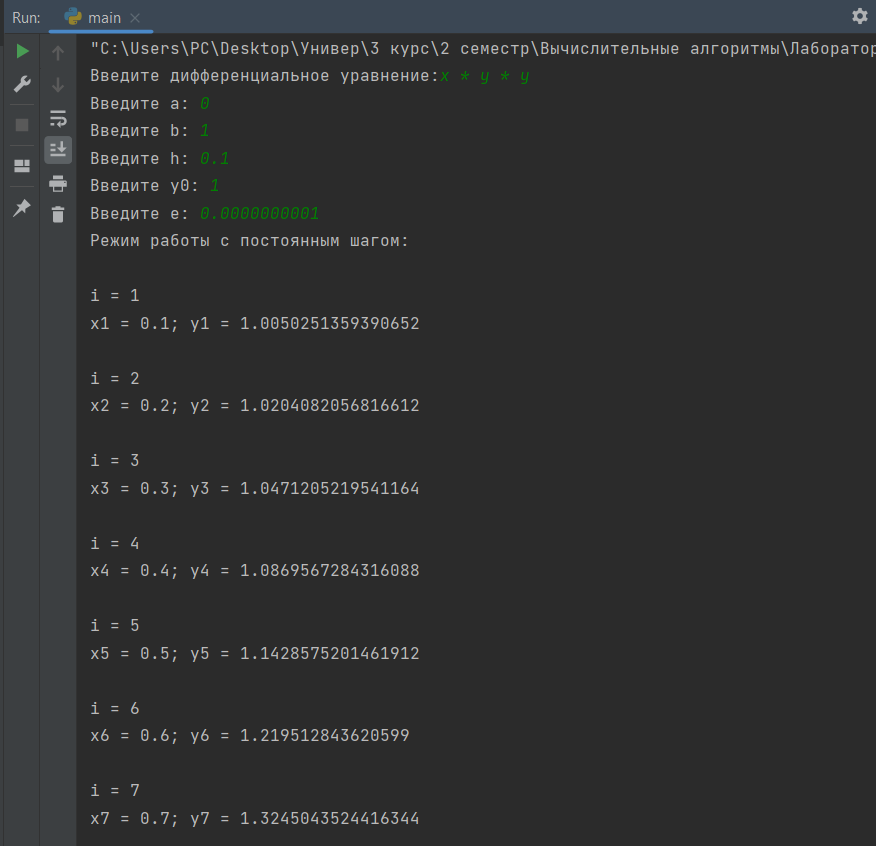 Run: main
"C:\Users\PC\Desktop\Универ\3 курс\2 семестр\Вычислительные алгоритмы\Лаборатор
Введите дифференциальное уравнение:x * y * y
Введите a: 0
Введите b: 1
Введите h: 0.1
Введите y0: 1
Введите e: 0.0000000001
Режим работы с постоянным шагом:
i = 1
x1 = 0.1; y1 = 1.0050251359390652
i = 2
x2 = 0.2; y2 = 1.0204082056816612
i = 3
x3 = 0.3; y3 = 1.0471205219541164
i = 4
x4 = 0.4; y4 = 1.0869567284316088
i = 5
x5 = 0.5; y5 = 1.1428575201461912
i = 6
x6 = 0.6; y6 = 1.219512843620599
i = 7
x7 = 0.7; y7 = 1.3245043524416344